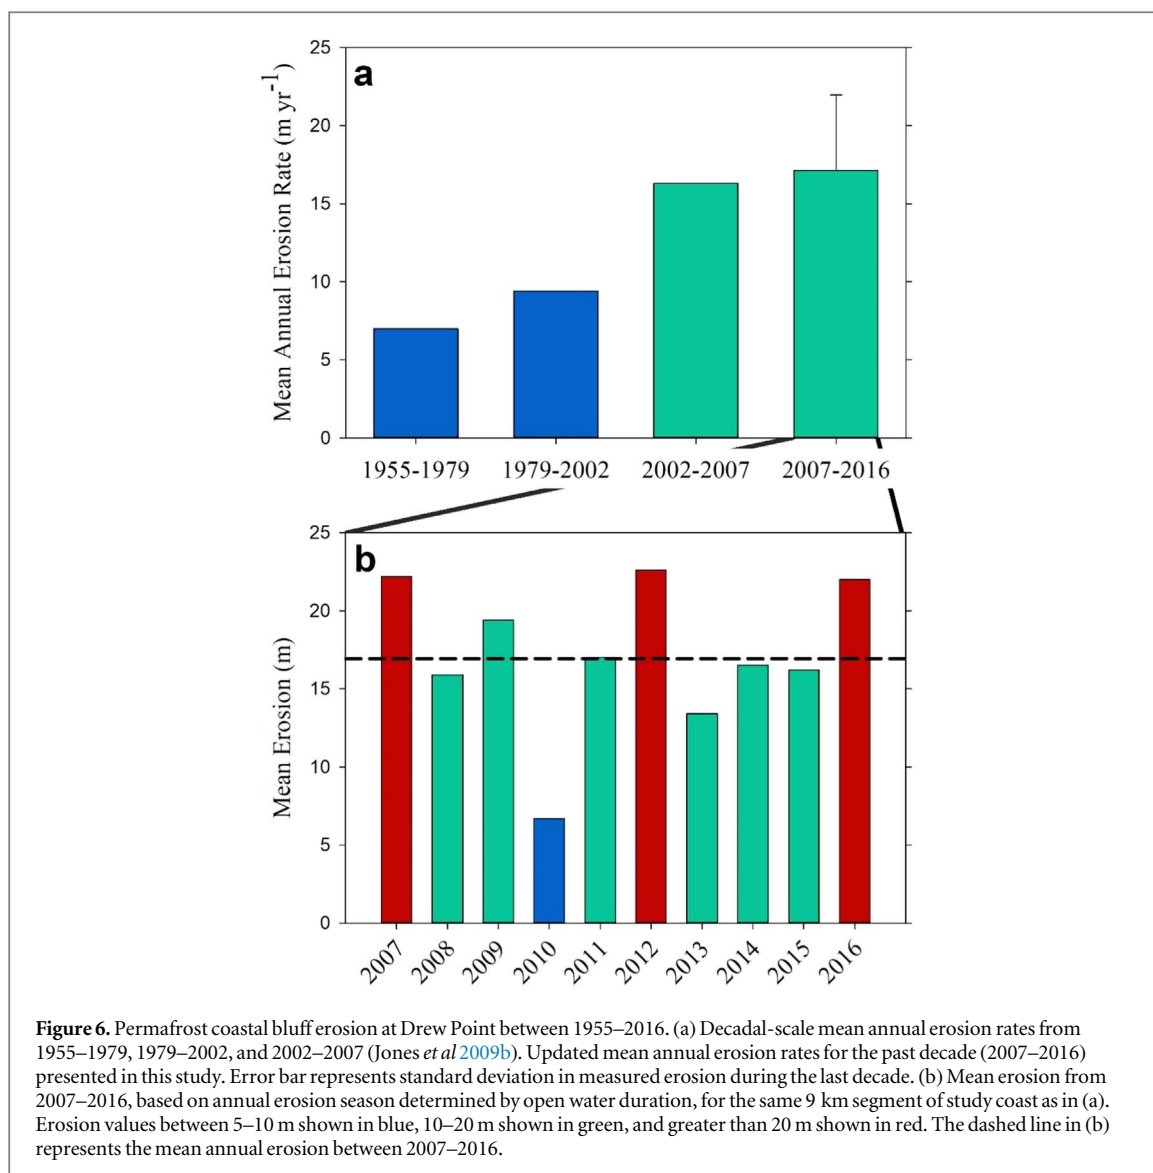 a
Mean Annual Erosion Rate (m yr-1)
25
20
15
10
5
0
1955-1979 1979-2002 2002-2007 2007-2016
b
Mean Erosion (m)
25
20
15
10
5
0
2007 2008 2009 2010 2011 2012 2013 2014 2015 2016
Figure 6. Permafrost coastal bluff erosion at Drew Point between 1955–2016. (a) Decadal-scale mean annual erosion rates from
1955–1979, 1979–2002, and 2002–2007 (Jones et al 2009b). Updated mean annual erosion rates for the past decade (2007–2016)
presented in this study. Error bar represents standard deviation in measured erosion during the last decade. (b) Mean erosion from
2007–2016, based on annual erosion season determined by open water duration, for the same 9 km segment of study coast as in (a).
Erosion values between 5–10 m shown in blue, 10–20 m shown in green, and greater than 20 m shown in red. The dashed line in (b)
represents the mean annual erosion between 2007–2016.